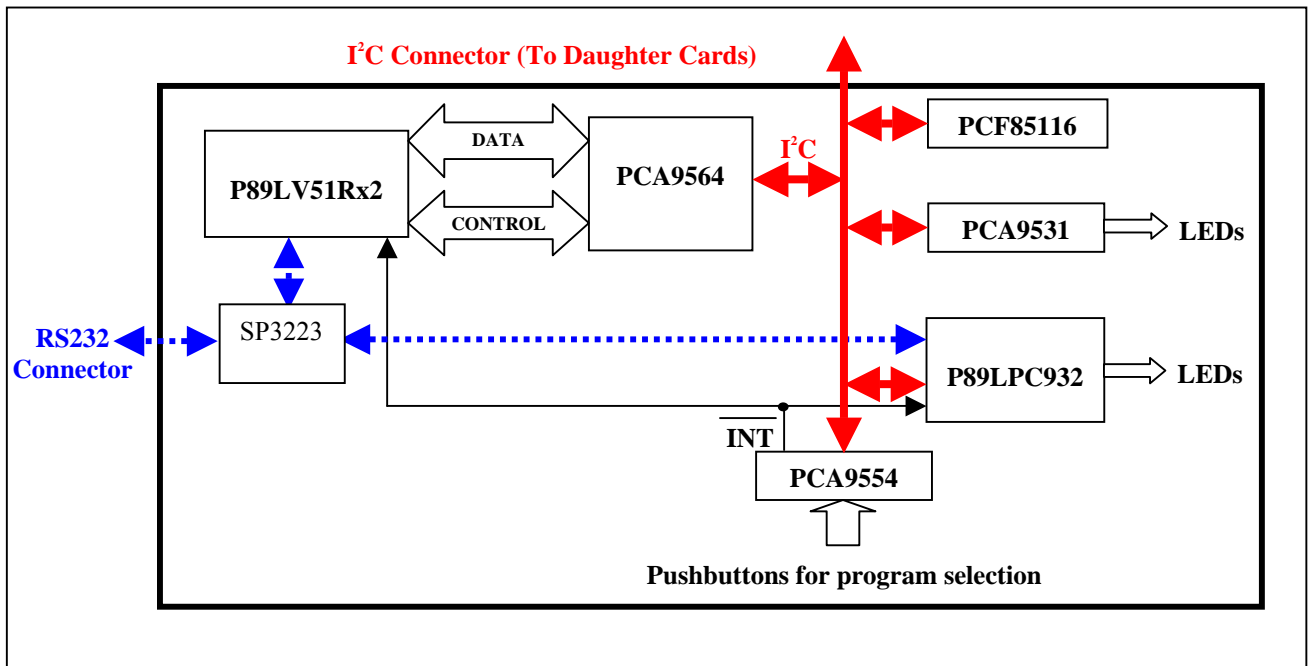 I²C Connector (To Daughter Cards)
PCF85116
DATA
I²C
P89LV51Rx2
PCA9564
CONTROL
PCA9531
LEDs
SP3223
RS232
Connector
P89LPC932
LEDs
INT
PCA9554
Pushbuttons for program selection